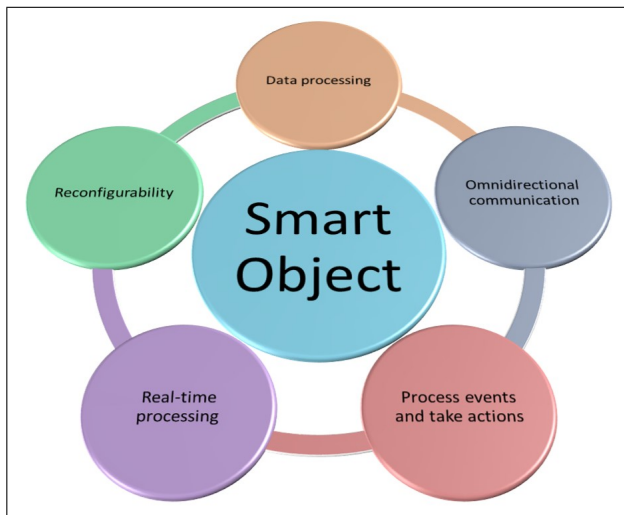 Data processing
Omnidirectional
communication
Process events
and take actions
Real-time
processing
Reconfigurability
Smart
Object